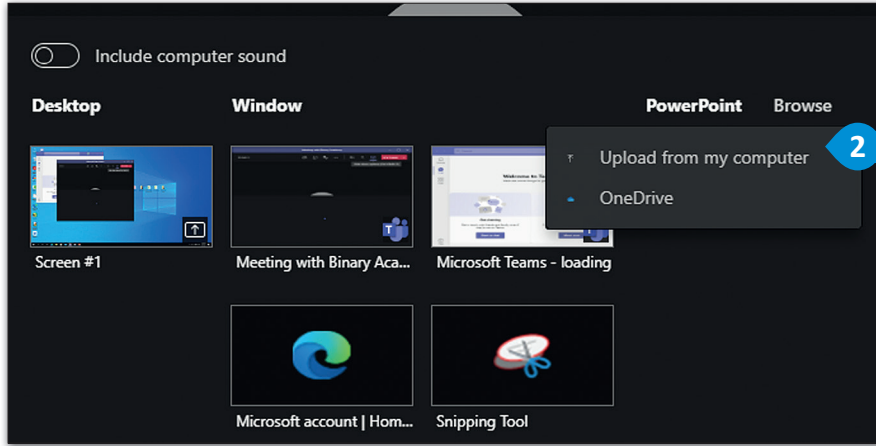 Include computer sound
Desktop
Window
PowerPoint
Browse
Upload from my computer
2
OneDrive
Screen #1
Meeting with Binary Aca...
Microsoft Teams - loading
Microsoft account | Hom...
Snipping Tool